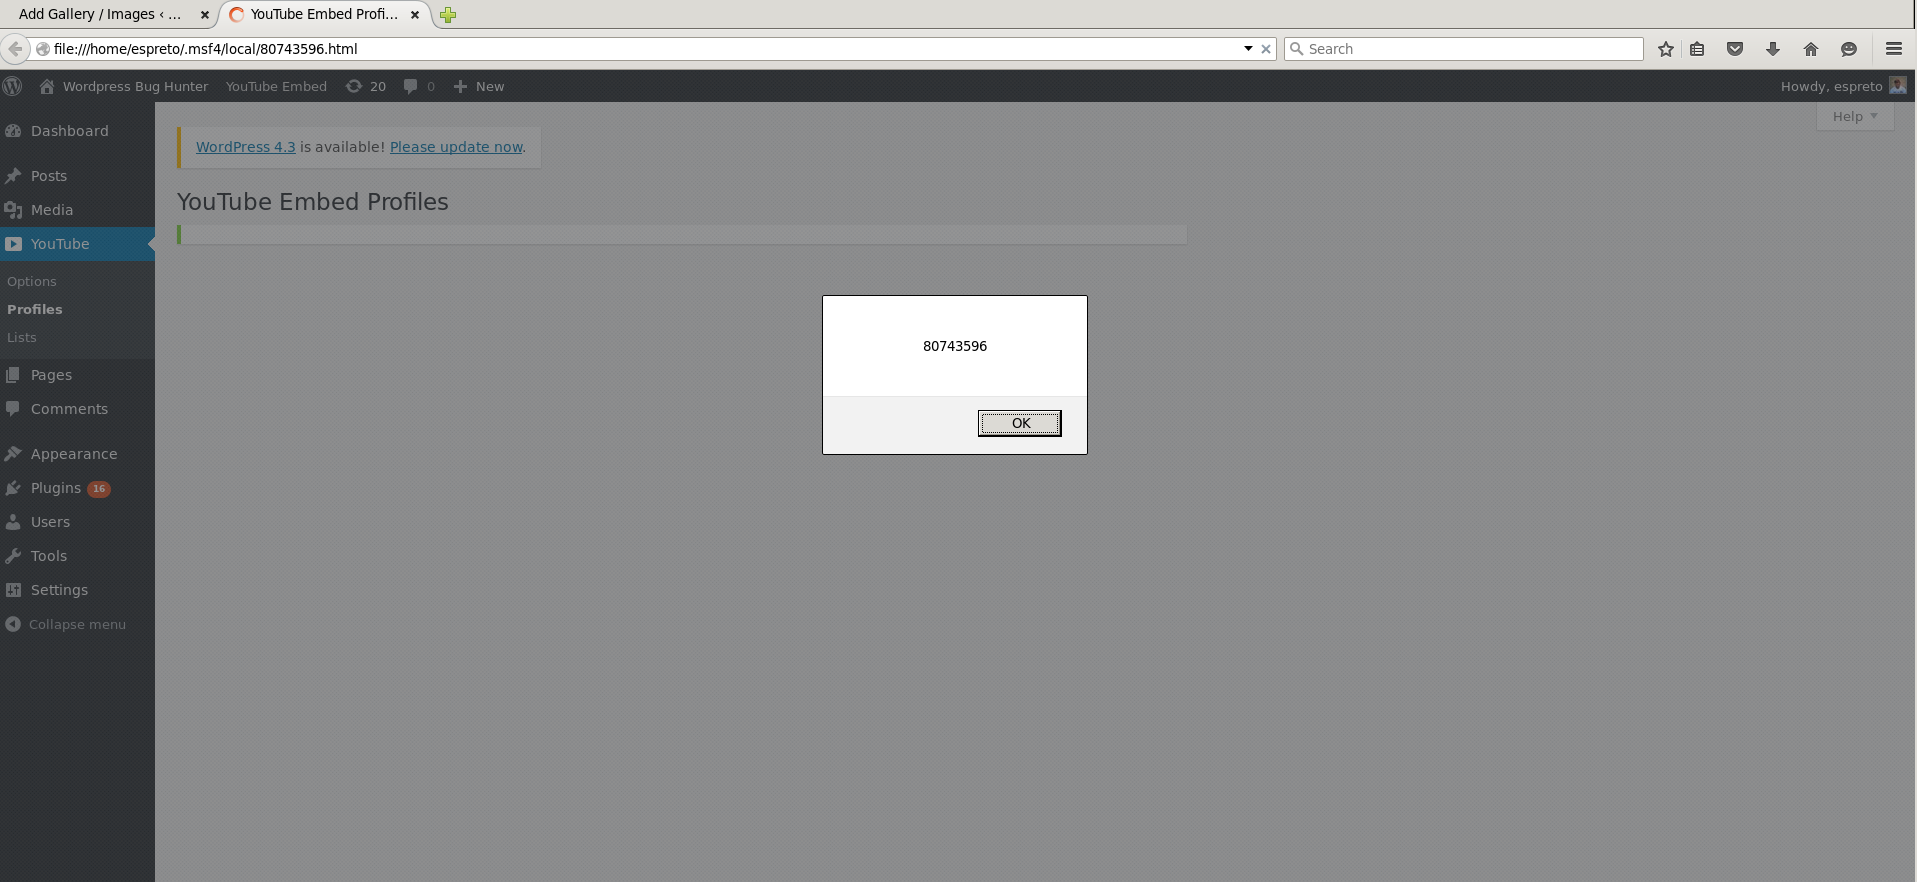 Add Gallery / Images ‹ ...
YouTube Embed Profi...
file:///home/espreto/.msf4/local/80743596.html
Search
Wordpress Bug Hunter
YouTube Embed
20
0
New
Howdy, espreto
Dashboard
Posts
Media
YouTube
Options
Profiles
Lists
Pages
Comments
Appearance
Plugins 16
Users
Tools
Settings
Collapse menu
Help
WordPress 4.3 is available! Please update now.
YouTube Embed Profiles
80743596
OK